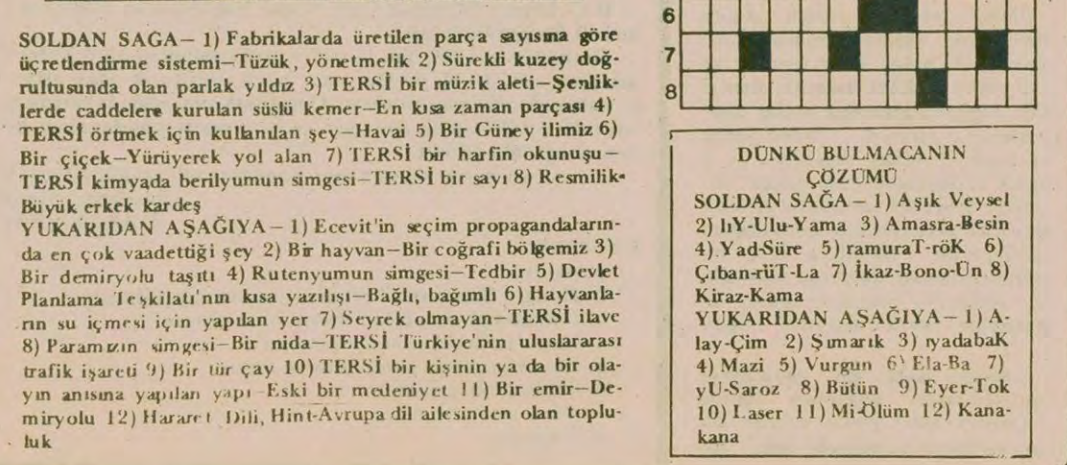 SOLDAN SAGA— 1) Fabrikalarda üretilen parça sayısına göre
üçretlendirme sistemi—Tüzük, yönetmelik 2) Sürekli kuzey doğ-
rultusunda olan parlak yıldız 3) TERSİ bir müzik aleti—Şenlik-
lerde caddelere kurulan süslü kemer—En kısa zaman parçası 4)
TERSİ örtmek için kullanılan şey—Havai 5) Bir Güney ilimiz 6)
Bir çiçek—Yürüyerek yol alan 7) TERSİ bir harfin okunuşu—
TERSİ kimyada berilyumun simgesi—TERSİ bir sayı 8) Resmilik-
Büyük erkek kardeş
YUKARIDAN AŞAĞIYA— 1) Ecevit'in seçim propagandaların-
da en çok vaadettiği şey 2) Bir hayvan—Bir coğrafi bölgemiz 3)
Bir demiryolu taşıtı 4) Rutenyumun simgesi—Tedbir 5) Devlet
Planlama Teşkilatı'nın kısa yazılışı—Bağlı, bağımlı 6) Hayvanla-
rın su içmesi için yapılan yer 7) Seyrek olmayan—TERSİ ilave
8) Paramızın simgesi—Bir nida—TERSİ Türkiye'nin uluslararası
trafik işareti 9) Bir tür çay 10) TERSİ bir kişinin ya da bir ola-
yın anısına yapılan yapı—Eski bir medeniyet 11) Bir emir—De-
miryolu 12) Hararet Dili, Hint-Avrupa dil ailesinden olan toplu-
luk
6
7
8
DÜNKÜ BULMACANIN
ÇÖZÜMÜ
SOLDAN SAĞA— 1) Aşık Veysel
2) lıY-Ulu-Yama 3) Amasra-Besin
4) Yad-Süre 5) ramuraT-röK 6)
Çıban-rüT-La 7) İkaz-Bono-Ün 8)
Kiraz-Kama
YUKARIDAN AŞAĞIYA— 1) A-
lay-Çim 2) Şımarık 3) ıyadabaK
4) Mazi 5) Vurgun 6) Ela-Ba 7)
yU-Saroz 8) Bütün 9) Eyer-Tok
10) Laser 11) Mi-Ölüm 12) Kana-
kana